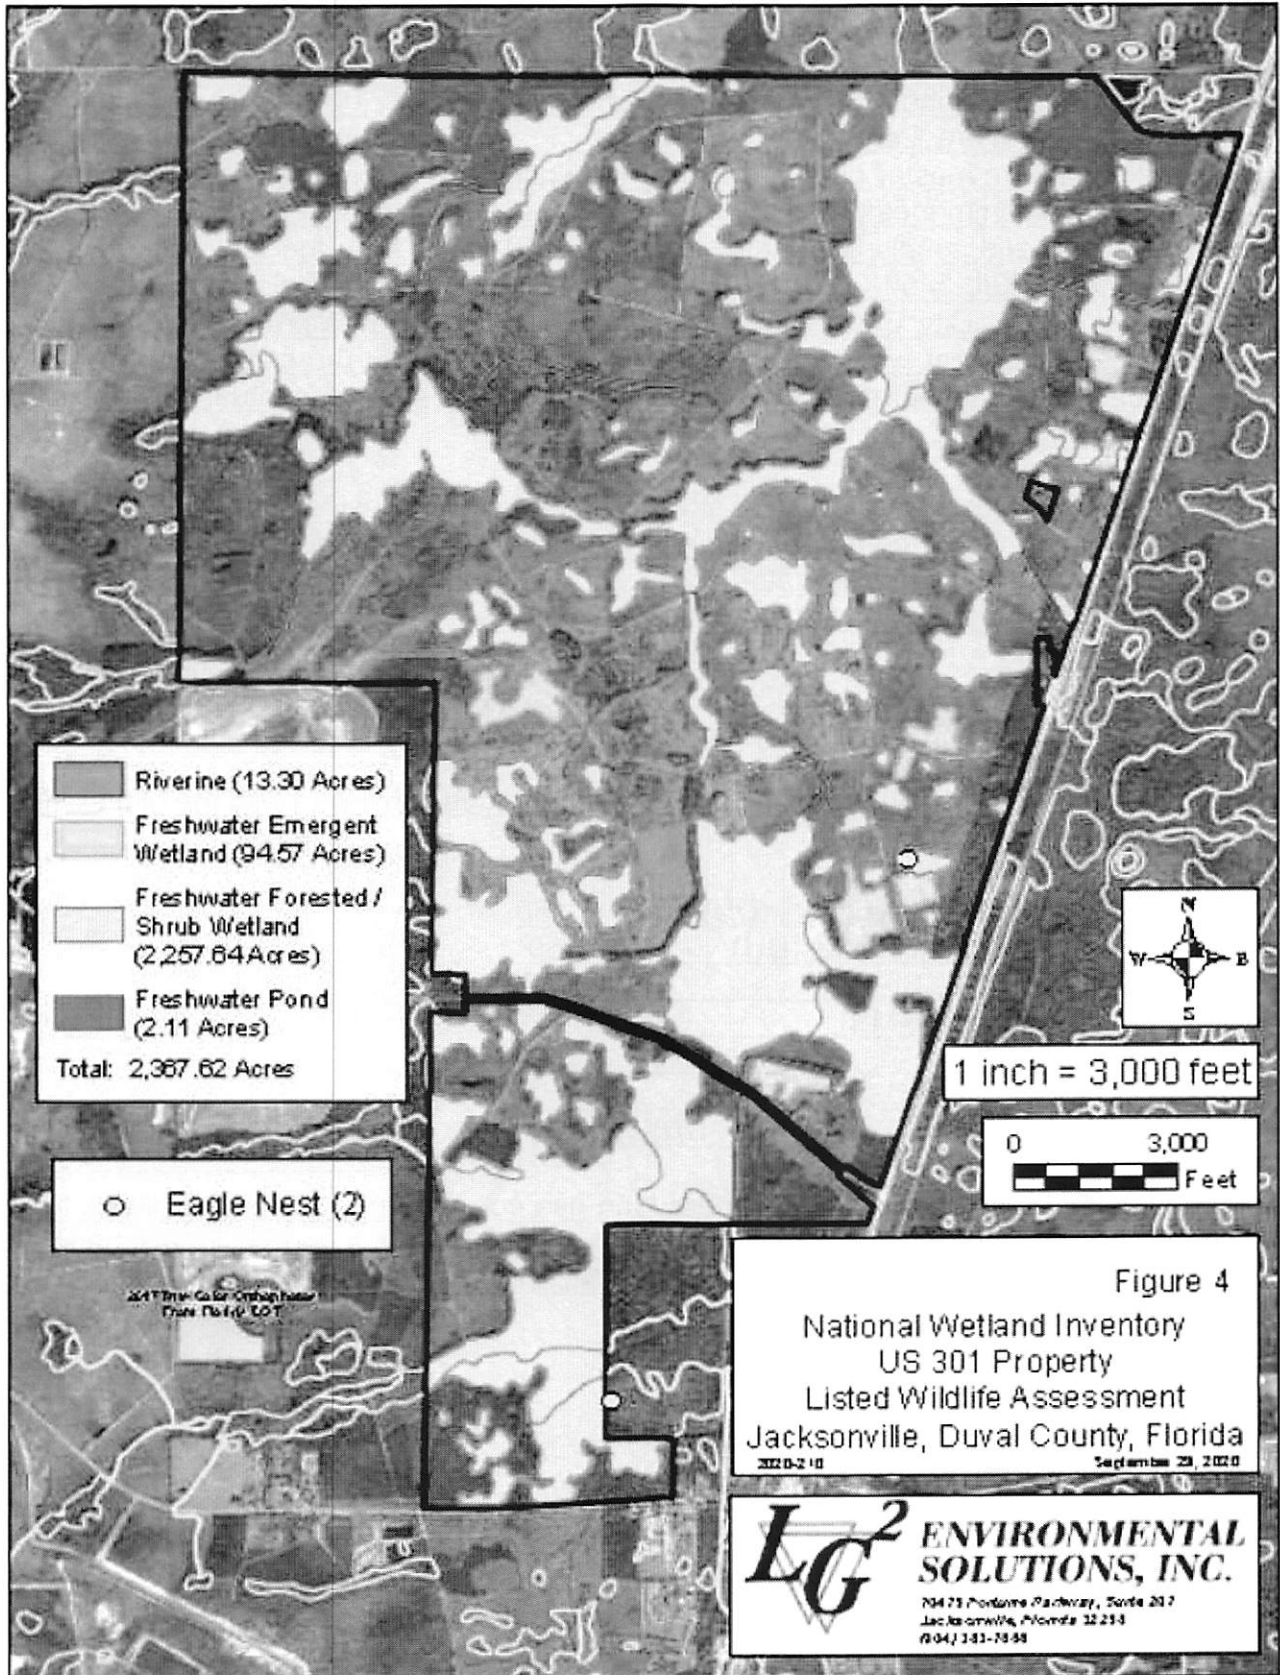 Riverine (13.30 Acres)
Freshwater Emergent
Wetland (94.57 Acres)
Freshwater Forested /
Shrub Wetland
(2,257.64 Acres)
Freshwater Pond
(2.11 Acres)
Total: 2,367.62 Acres
Eagle Nest (2)
N
W E
S
1 inch = 3,000 feet
0 3,000
Feet
Figure 4
National Wetland Inventory
US 301 Property
Listed Wildlife Assessment
Jacksonville, Duval County, Florida
September 2020
LG2 ENVIRONMENTAL
SOLUTIONS, INC.
Parkway, Suite
Jacksonville, Florida